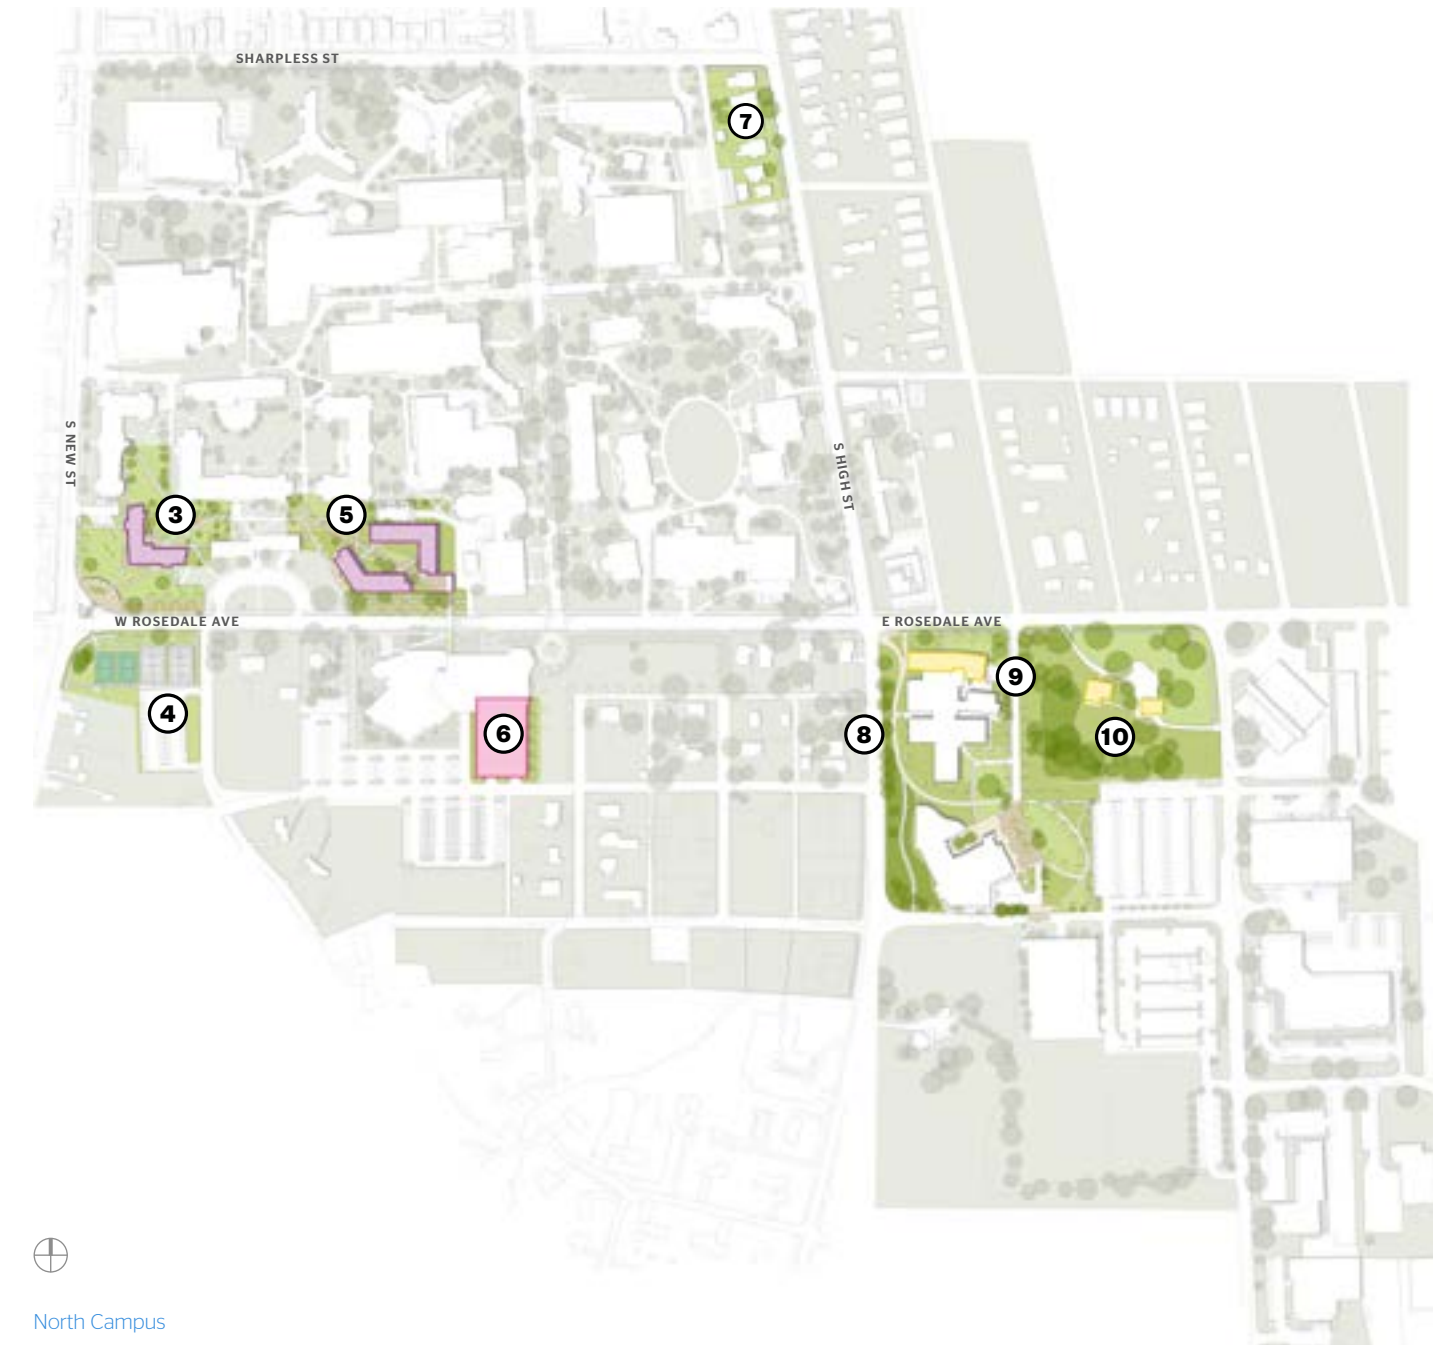 SHARPLESS ST
7
S NEW ST
S HIGH ST
3
5
W ROSEDALE AVE
E ROSEDALE AVE
9
4
6
8
10
North Campus